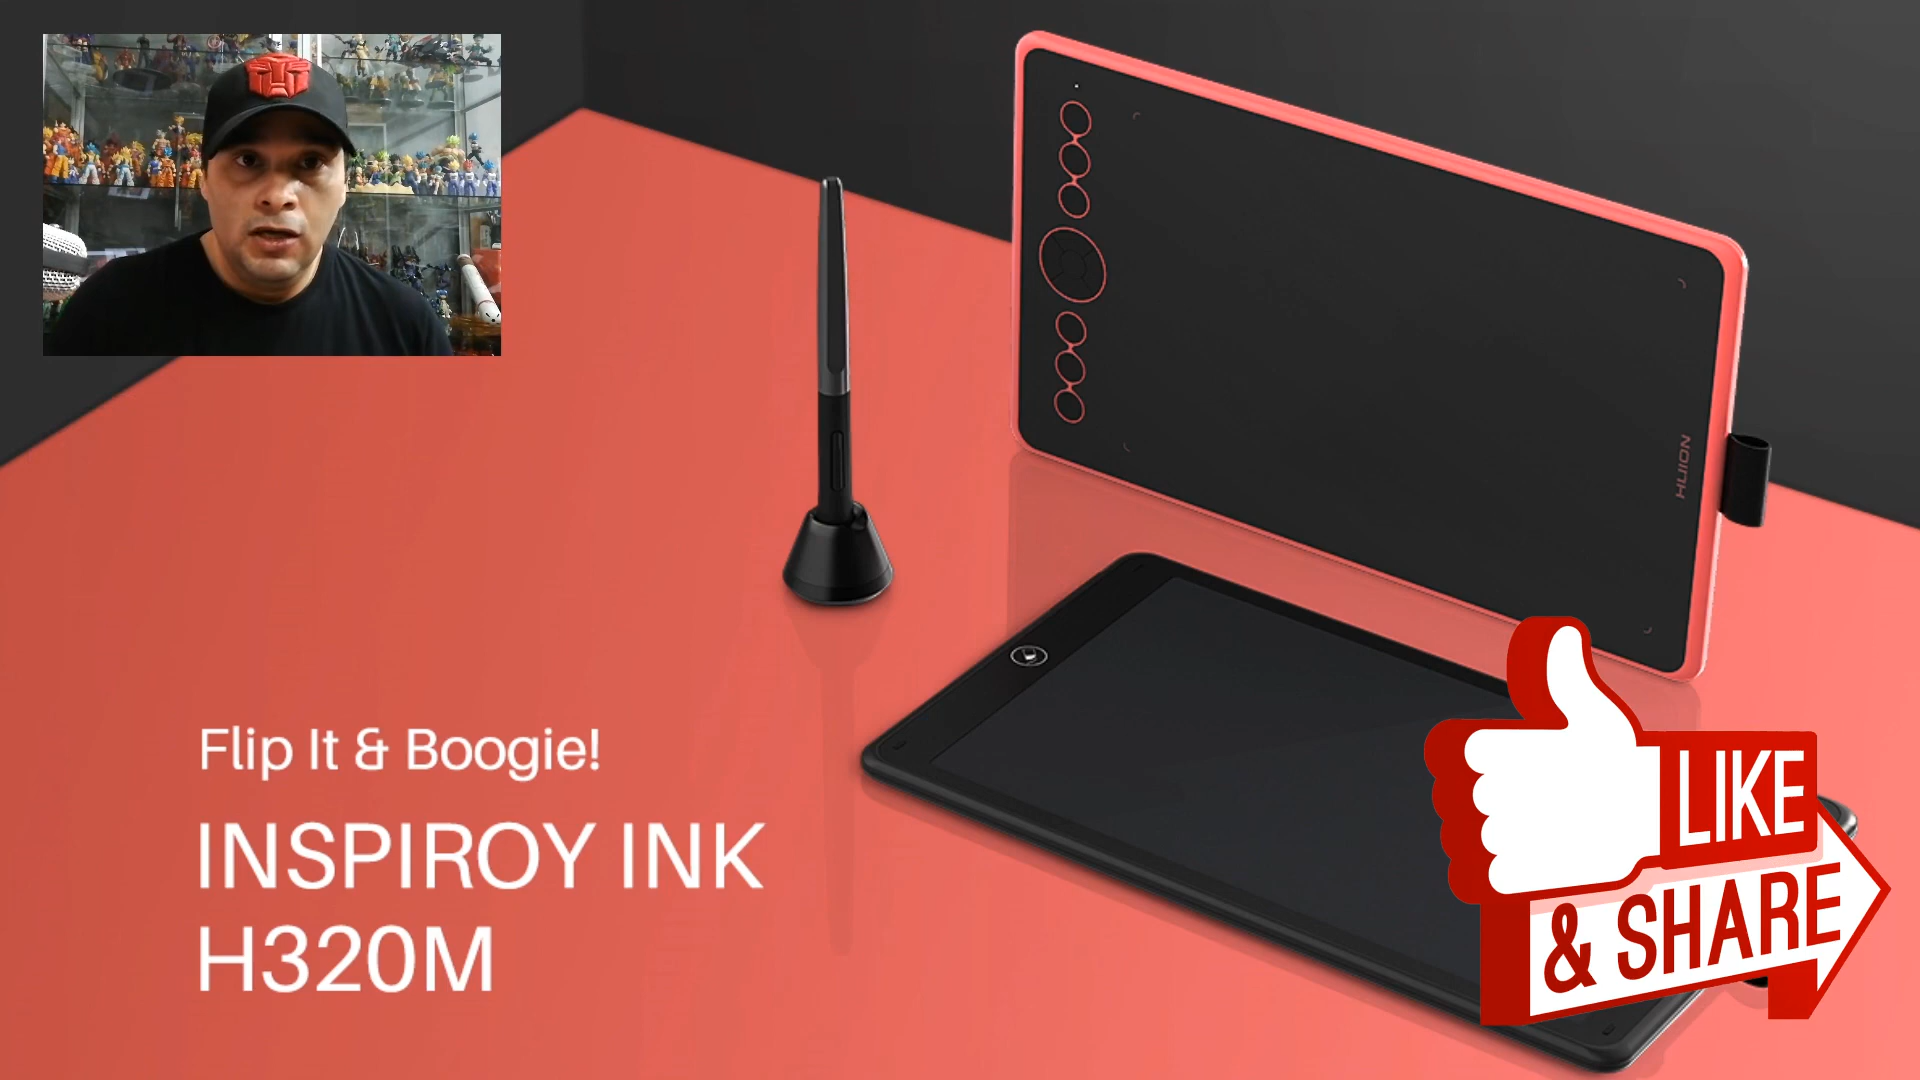 HUION
Flip It & Boogie!
INSPIROY INK
H320M
LIKE
& SHARE